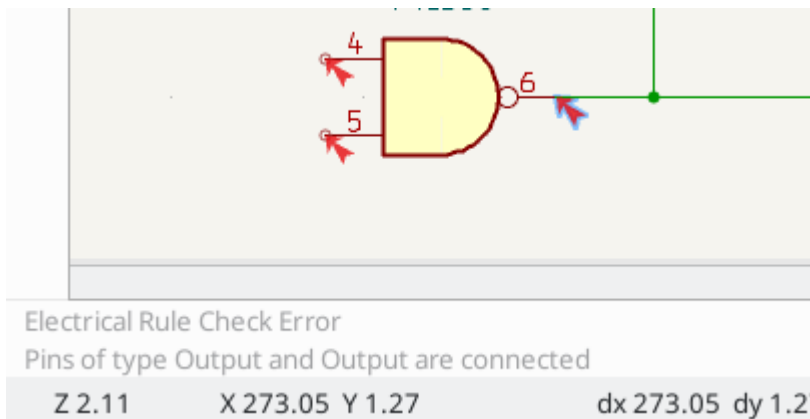 4
6
5
Electrical Rule Check Error
Pins of type Output and Output are connected
Z 2.11 X 273.05 Y 1.27 dx 273.05 dy 1.2